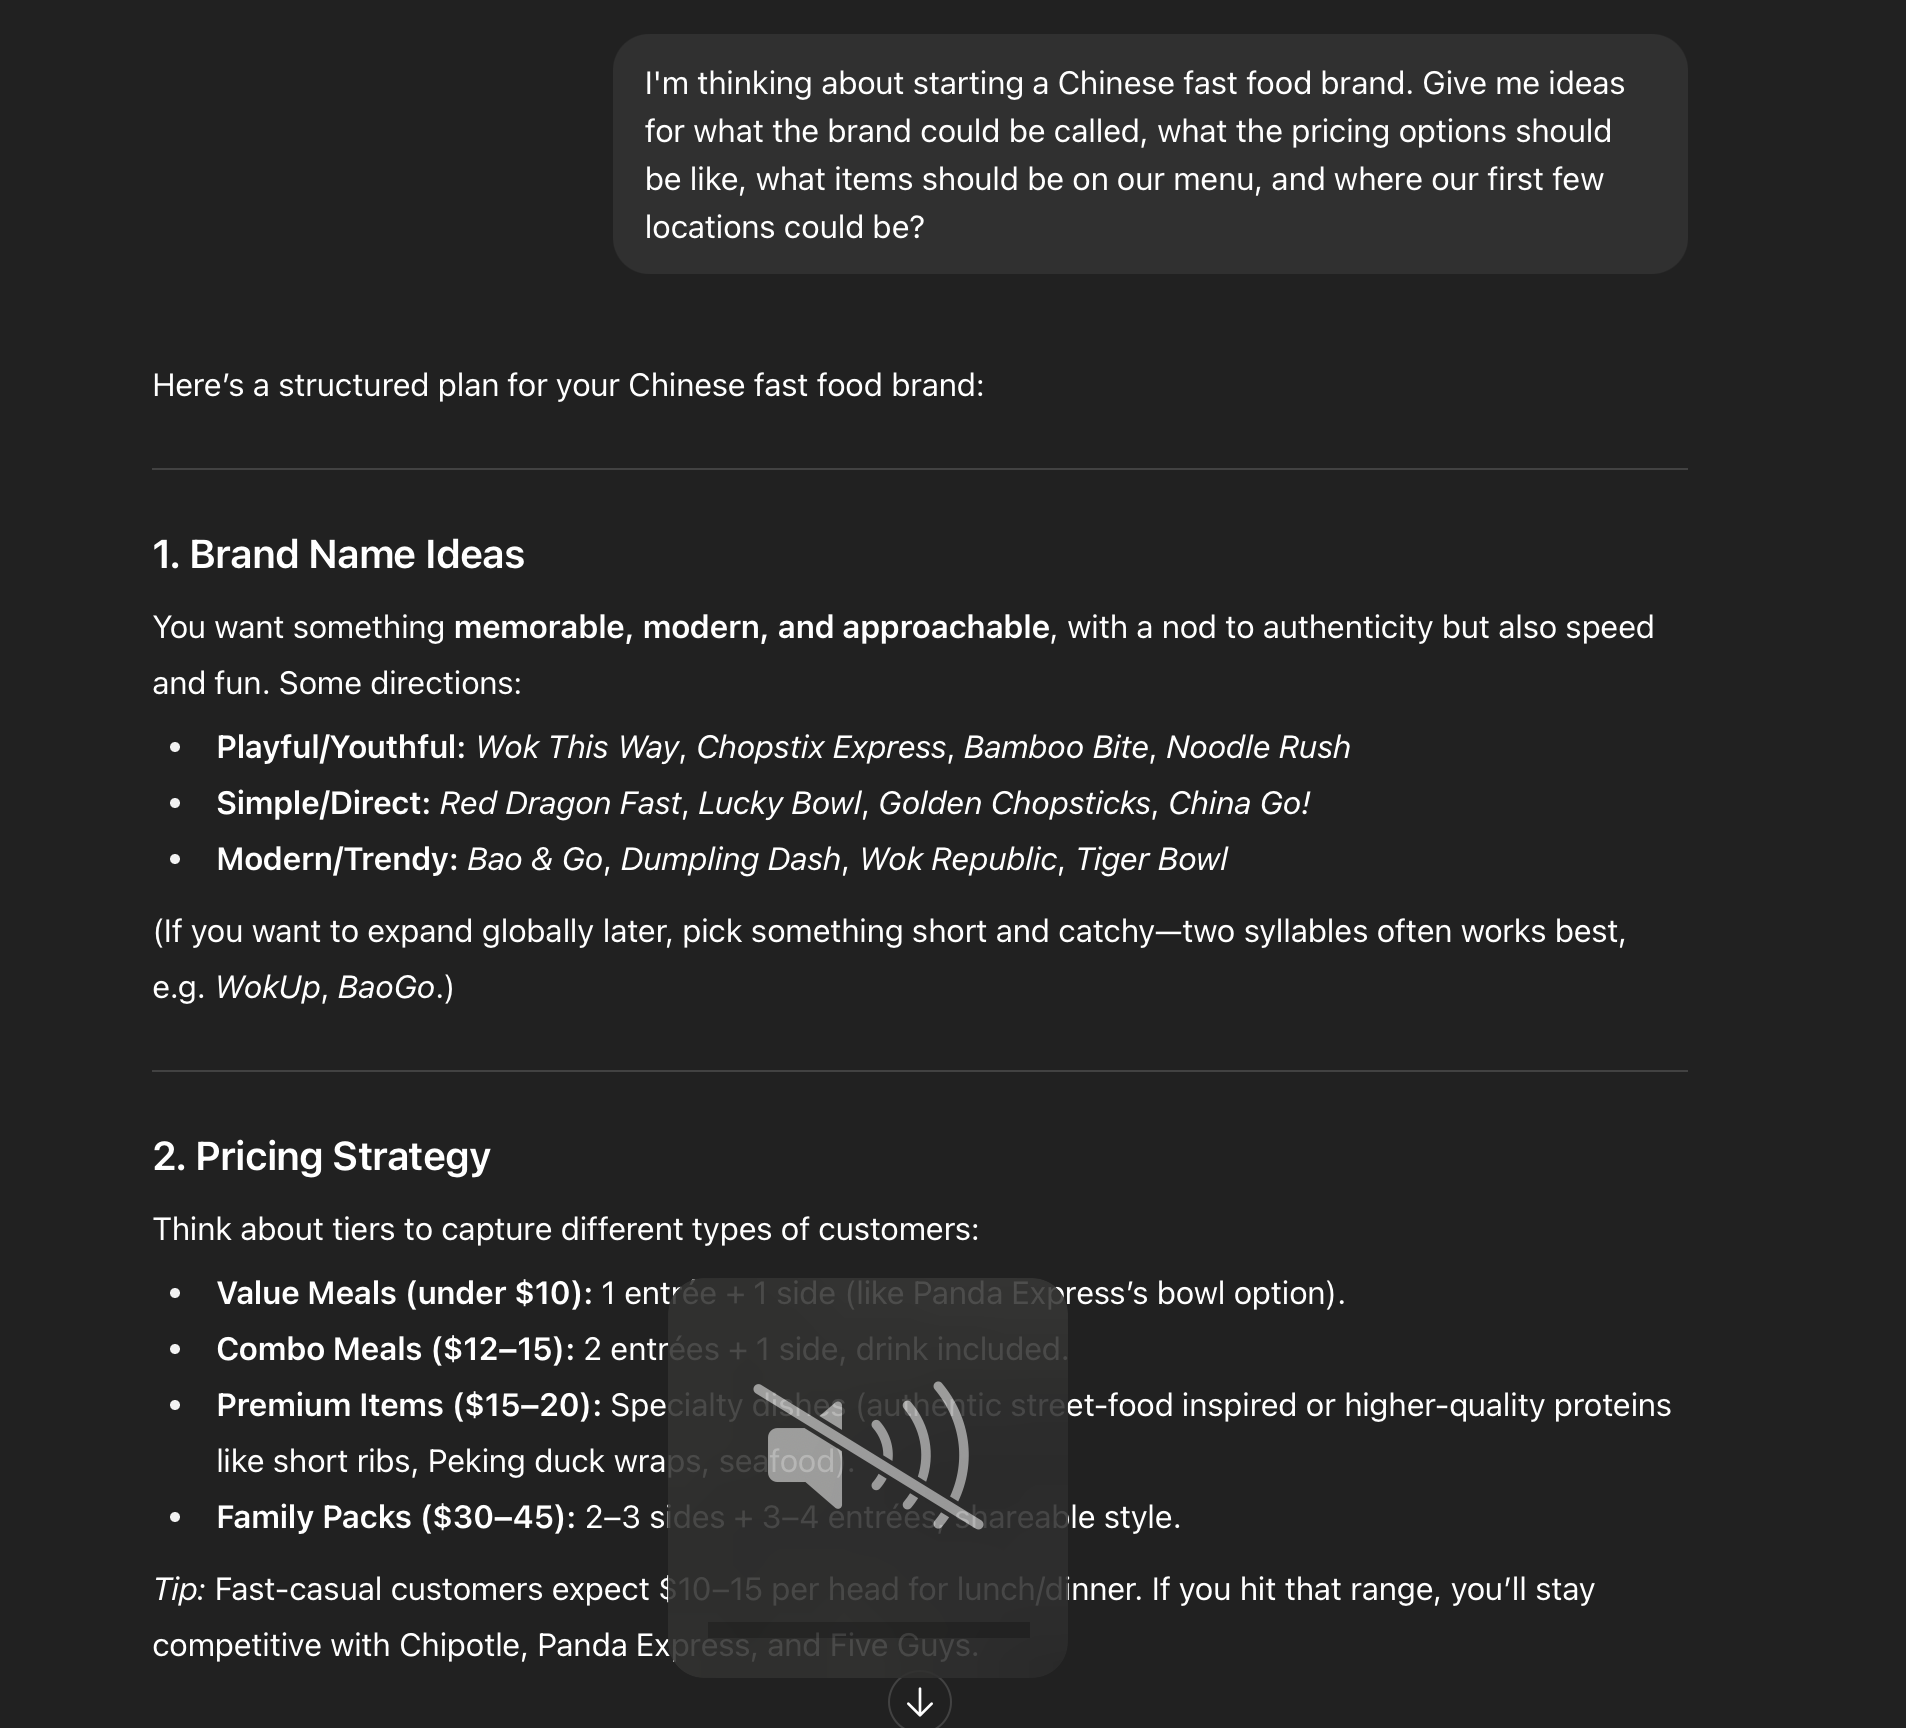 I'm thinking about starting a Chinese fast food brand. Give me ideas
for what the brand could be called, what the pricing options should
be like, what items should be on our menu, and where our first few
locations could be?
Here’s a structured plan for your Chinese fast food brand:
1. Brand Name Ideas
You want something memorable, modern, and approachable, with a nod to authenticity but also speed
and fun. Some directions:
• Playful/Youthful: Wok This Way, Chopstix Express, Bamboo Bite, Noodle Rush
• Simple/Direct: Red Dragon Fast, Lucky Bowl, Golden Chopsticks, China Go!
• Modern/Trendy: Bao & Go, Dumpling Dash, Wok Republic, Tiger Bowl
(If you want to expand globally later, pick something short and catchy—two syllables often works best,
e.g. WokUp, BaoGo.)
2. Pricing Strategy
Think about tiers to capture different types of customers:
• Value Meals (under $10): 1 entrée + 1 side (like Panda Express’s bowl option).
• Combo Meals ($12–15): 2 entrées + 1 side, drink included.
• Premium Items ($15–20): Specialty dishes (authentic street-food inspired or higher-quality proteins
like short ribs, Peking duck wraps, seafood).
• Family Packs ($30–45): 2–3 sides + 3–4 entrées, shareable style.
Tip: Fast-casual customers expect $10–15 per head for lunch/dinner. If you hit that range, you’ll stay
competitive with Chipotle, Panda Express, and Five Guys.